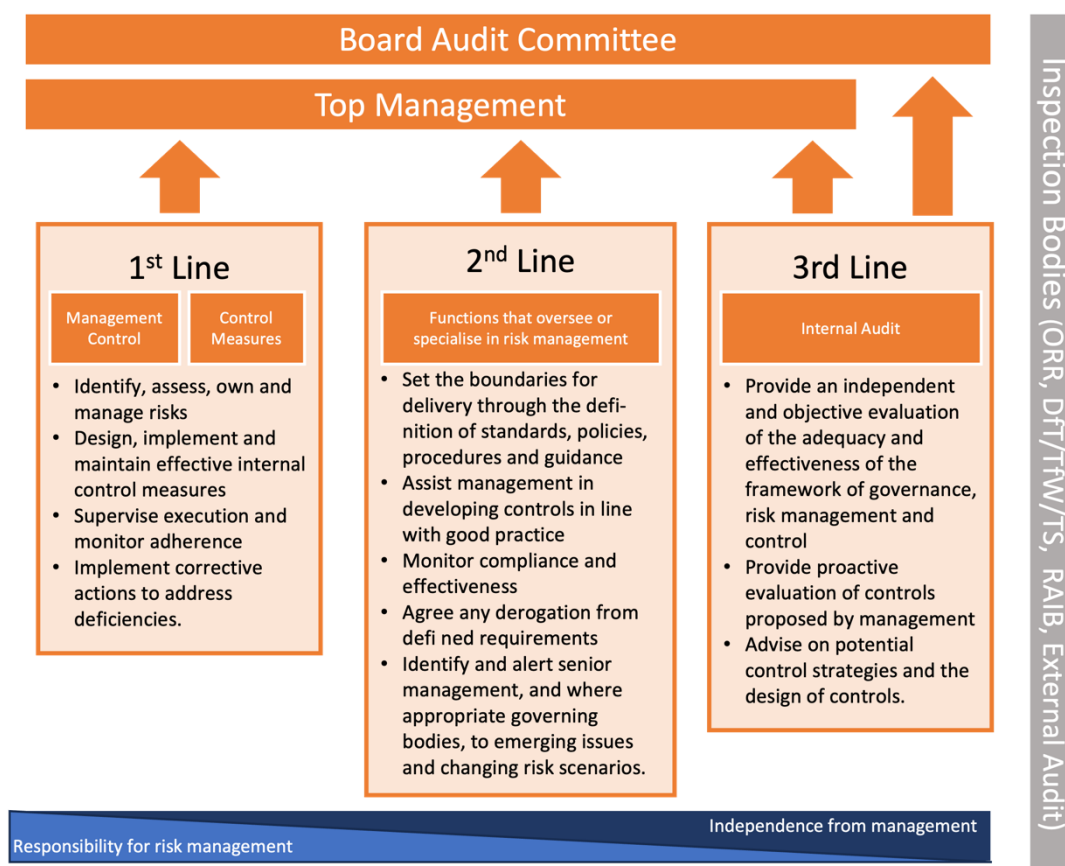 Board Audit Committee
Top Management
1st Line
Management
Control
Control
Measures
• Identify, assess, own and
manage risks
• Design, implement and
maintain effective internal
control measures
• Supervise execution and
monitor adherence
• Implement corrective
actions to address
deficiencies.
2nd Line
Functions that oversee or
specialise in risk management
• Set the boundaries for
delivery through the defi-
nition of standards, policies,
procedures and guidance
• Assist management in
developing controls in line
with good practice
• Monitor compliance and
effectiveness
• Agree any derogation from
defi ned requirements
• Identify and alert senior
management, and where
appropriate governing
bodies, to emerging issues
and changing risk scenarios.
3rd Line
Internal Audit
• Provide an independent
and objective evaluation
of the adequacy and
effectiveness of the
framework of governance,
risk management and
control
• Provide proactive
evaluation of controls
proposed by management
• Advise on potential
control strategies and the
design of controls.
Independence from management
Responsibility for risk management
Inspection Bodies (ORR, DfT/TfW/TS, RAIB, External Audit)